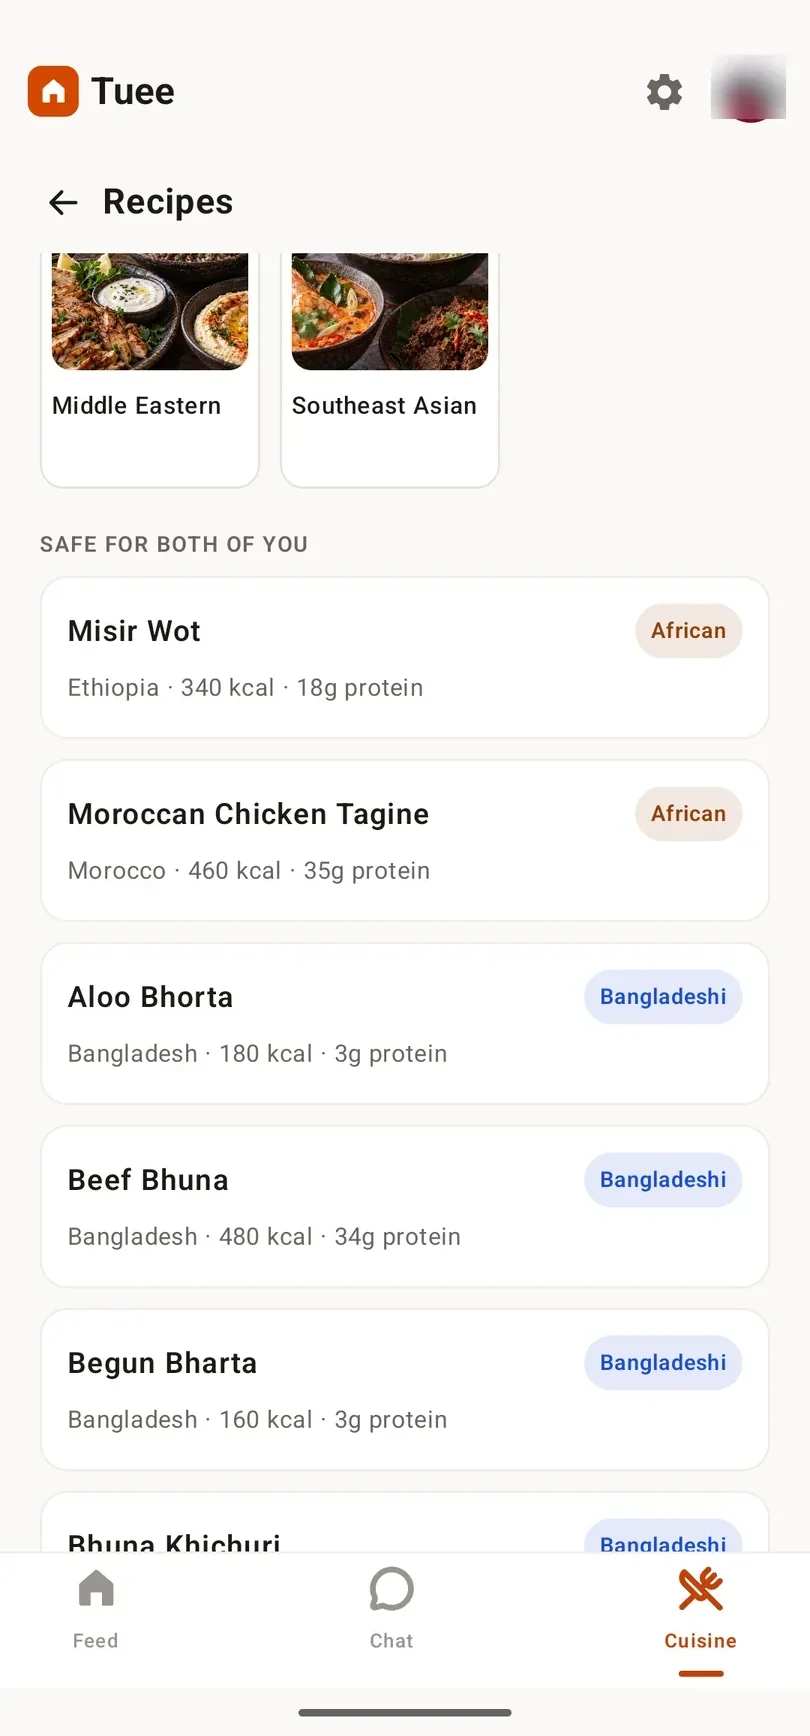 Tuee
Recipes
Middle Eastern
Southeast Asian
SAFE FOR BOTH OF YOU
Misir Wot
African
Ethiopia · 340 kcal · 18g protein
Moroccan Chicken Tagine
African
Morocco · 460 kcal · 35g protein
Aloo Bhorta
Bangladeshi
Bangladesh · 180 kcal · 3g protein
Beef Bhuna
Bangladeshi
Bangladesh · 480 kcal · 34g protein
Begun Bharta
Bangladeshi
Bangladesh · 160 kcal · 3g protein
Bhuna Khichuri
Bangladeshi
Feed
Chat
Cuisine